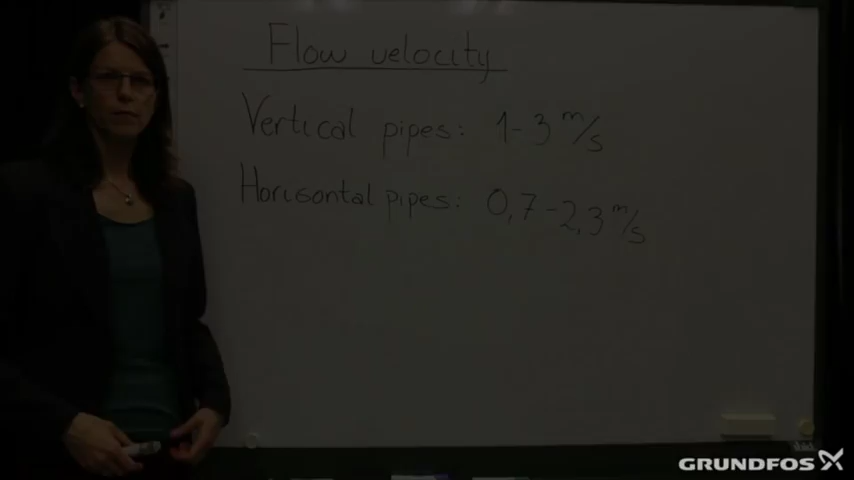 Flow velocity
Vertical pipes: 1-3 m/s
Horisontal pipes: 0,7-2,3 m/s
GRUNDFOS